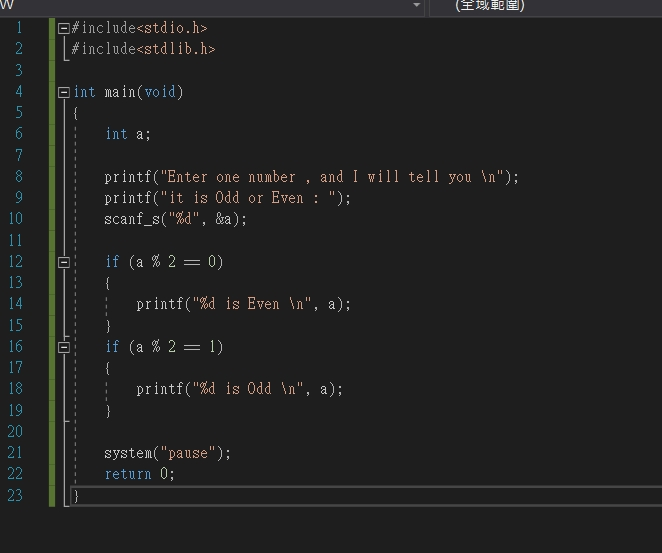 W (全域範圍)
1 #include<stdio.h>
2 #include<stdlib.h>
3
4 int main(void)
5 {
6 int a;
7
8 printf("Enter one number , and I will tell you \n");
9 printf("it is Odd or Even : ");
10 scanf_s("%d", &a);
11
12 if (a % 2 == 0)
13 {
14 printf("%d is Even \n", a);
15 }
16 if (a % 2 == 1)
17 {
18 printf("%d is Odd \n", a);
19 }
20
21 system("pause");
22 return 0;
23 }